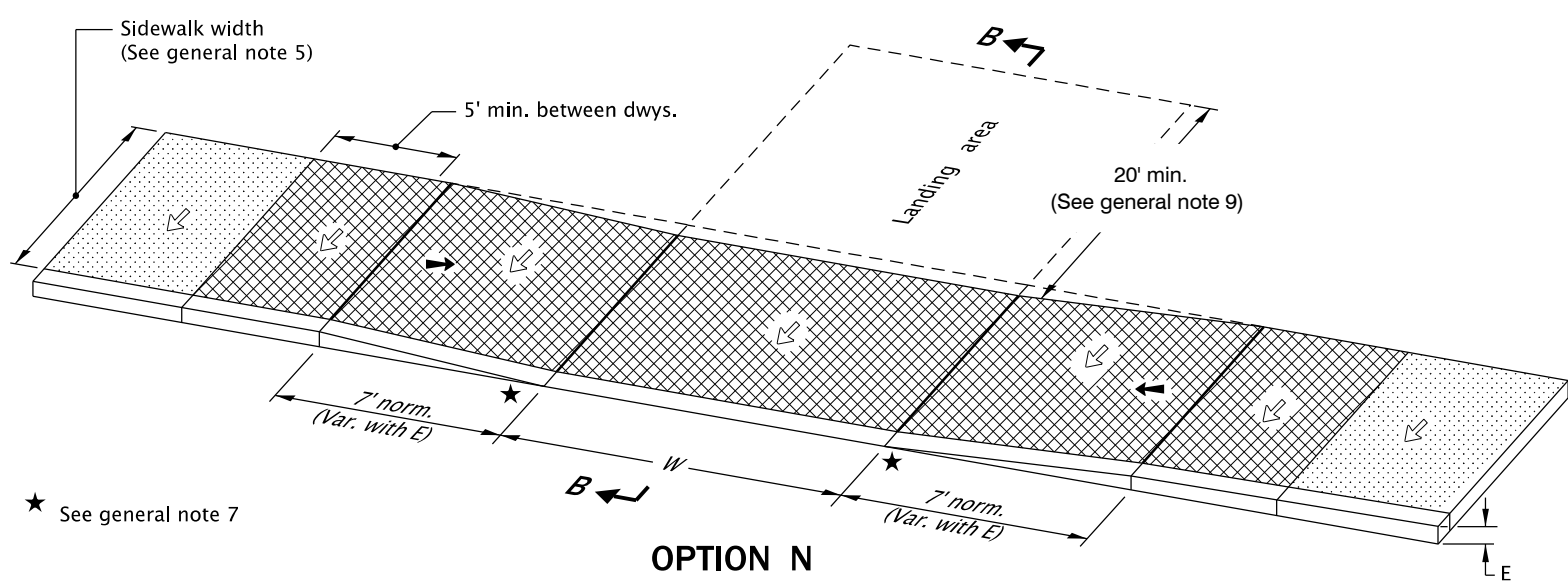 Sidewalk width
(See general note 5)
B
5' min. between dwys.
Landing area
20' min.
(See general note 9)
7' norm.
(Var. with E)
W
B
7' norm.
(Var. with E)
★ See general note 7
OPTION N
E